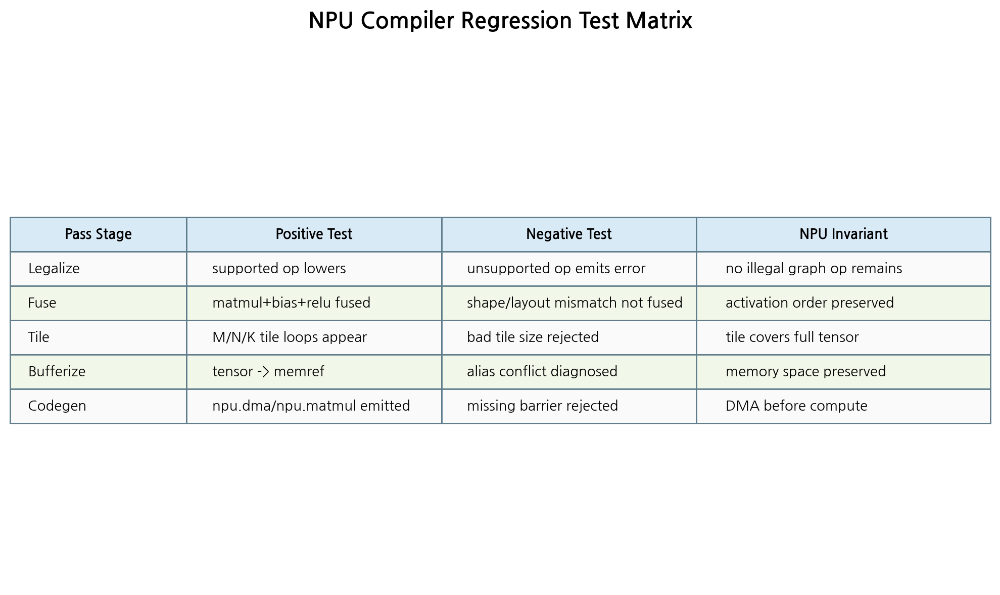 NPU Compiler Regression Test Matrix
Pass Stage Positive Test Negative Test NPU Invariant
Legalize supported op lowers unsupported op emits error no illegal graph op remains
Fuse matmul+bias+relu fused shape/layout mismatch not fused activation order preserved
Tile M/N/K tile loops appear bad tile size rejected tile covers full tensor
Bufferize tensor -> memref alias conflict diagnosed memory space preserved
Codegen npu.dma/npu.matmul emitted missing barrier rejected DMA before compute